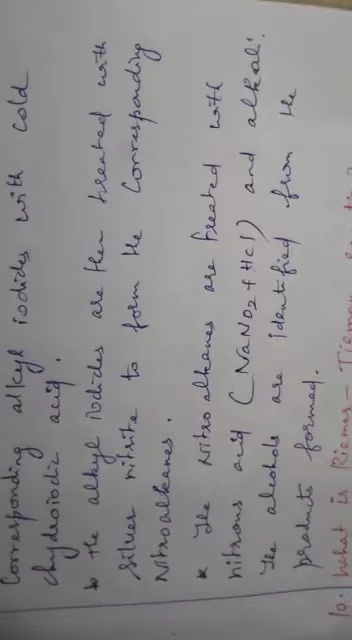 Corresponding alkyl iodides with cold
hydroiodic acid.
the alkyl iodides are then treated with
silver nitrite to form the corresponding
Nitroalkanes.
* The Nitro alkanes are treated with
nitrous acid (NaNO2 + HCl) and alkali.
The alcohols are identified from the
products formed.
10. What is Riemer - Tiemann